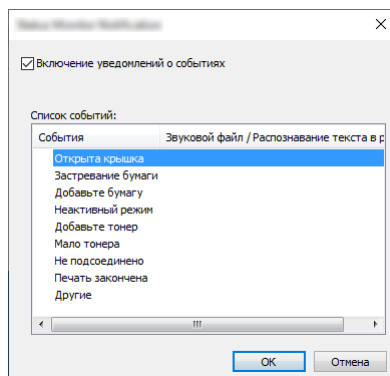 Включение уведомлений о событиях
Список событий:
События Звуковой файл / Распознавание текста в р
Открыта крышка
Застревание бумаги
Добавьте бумагу
Неактивный режим
Добавьте тонер
Мало тонера
Не подсоединено
Печать закончена
Другие
OK Отмена